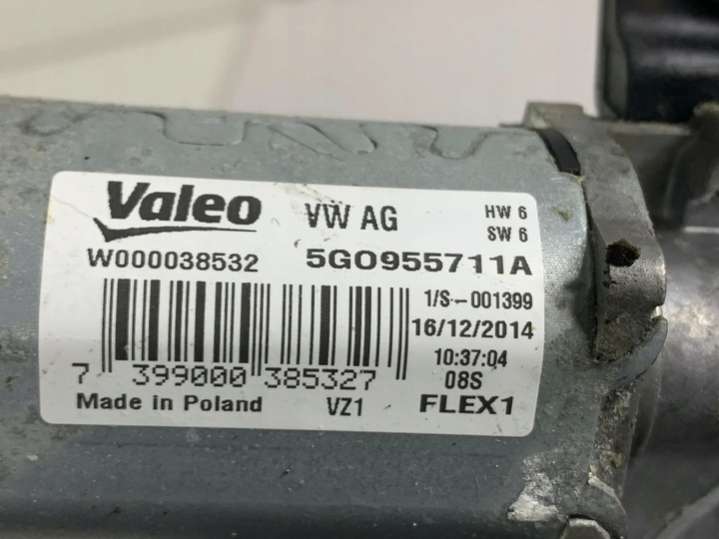 Valeo VW AG HW 6
SW 6
W000038532 5G0955711A
1/S-001399
16/12/2014
10:37:04
7 399000 385327 08S
Made in Poland VZ1 FLEX1